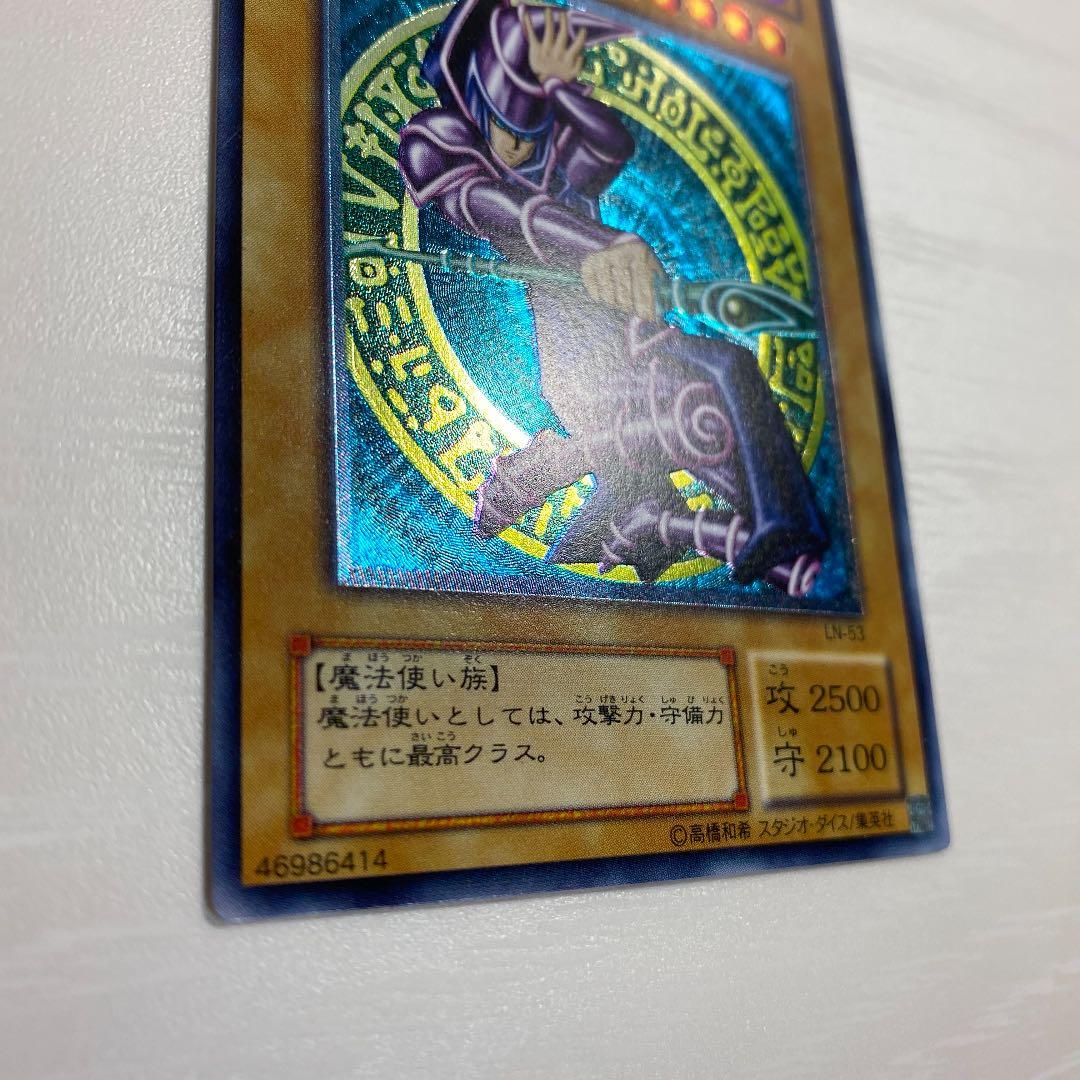 LN-53
【魔法使い族】
魔法使いとしては、攻撃力・守備力
ともに最高クラス。
攻 2500
守 2100
©高橋和希 スタジオ・ダイス/集英社
46986414